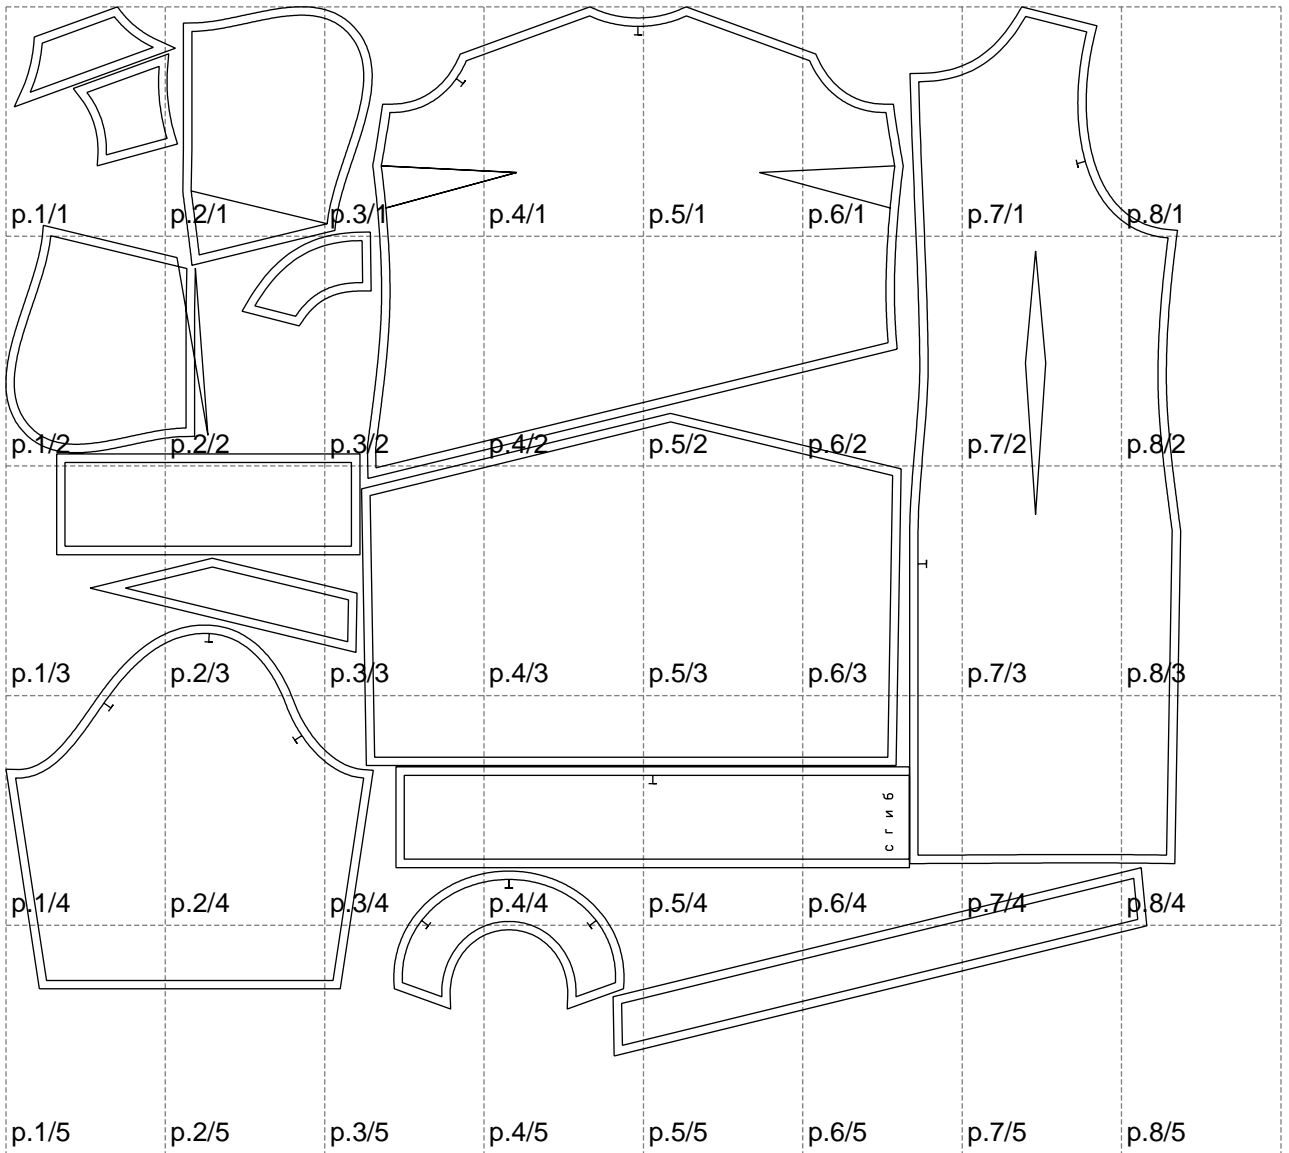 p.1/1 p.2/1 p.3/1 p.4/1 p.5/1 p.6/1 p.7/1 p.8/1
p.1/2 p.2/2 p.3/2 p.4/2 p.5/2 p.6/2 p.7/2 p.8/2
p.1/3 p.2/3 p.3/3 p.4/3 p.5/3 p.6/3 p.7/3 p.8/3
сгиб
p.1/4 p.2/4 p.3/4 p.4/4 p.5/4 p.6/4 p.7/4 p.8/4
p.1/5 p.2/5 p.3/5 p.4/5 p.5/5 p.6/5 p.7/5 p.8/5